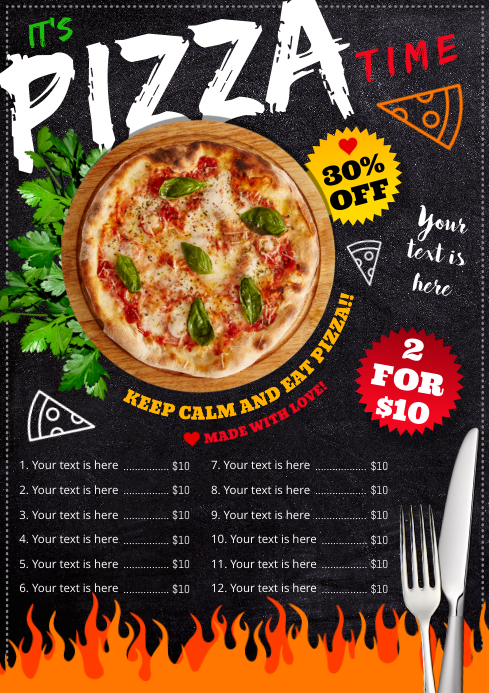 IT'S
PIZZA
TIME
30%
OFF
Your
text is
here
KEEP CALM AND EAT PIZZA!!
MADE WITH LOVE!
2
FOR
$10
1. Your text is here .............. $10
2. Your text is here .............. $10
3. Your text is here .............. $10
4. Your text is here .............. $10
5. Your text is here .............. $10
6. Your text is here .............. $10
7. Your text is here .............. $10
8. Your text is here .............. $10
9. Your text is here .............. $10
10. Your text is here .............. $10
11. Your text is here .............. $10
12. Your text is here .............. $10